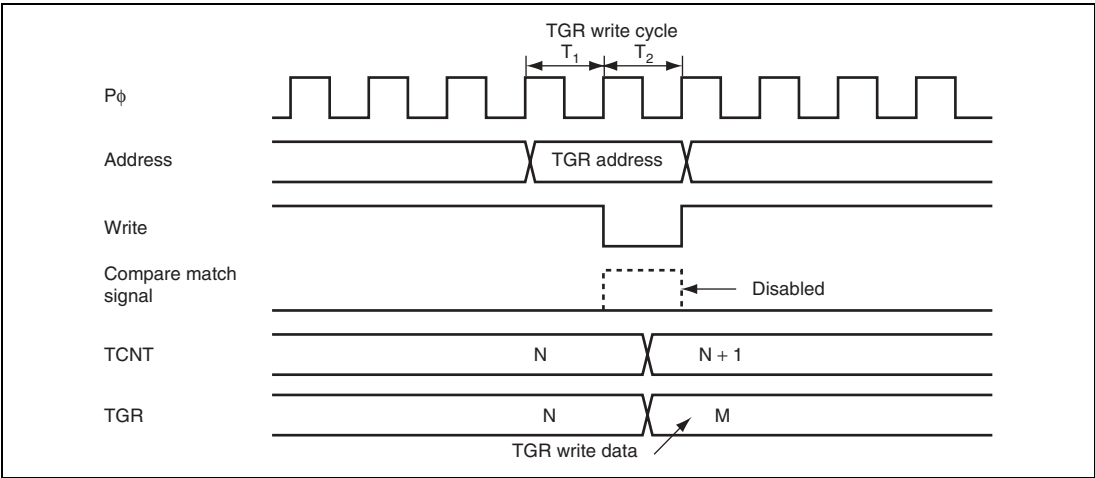 TGR write cycle
T1 T2
Pϕ
Address
TGR address
Write
Compare match
signal
Disabled
TCNT
N
N + 1
TGR
N
M
TGR write data